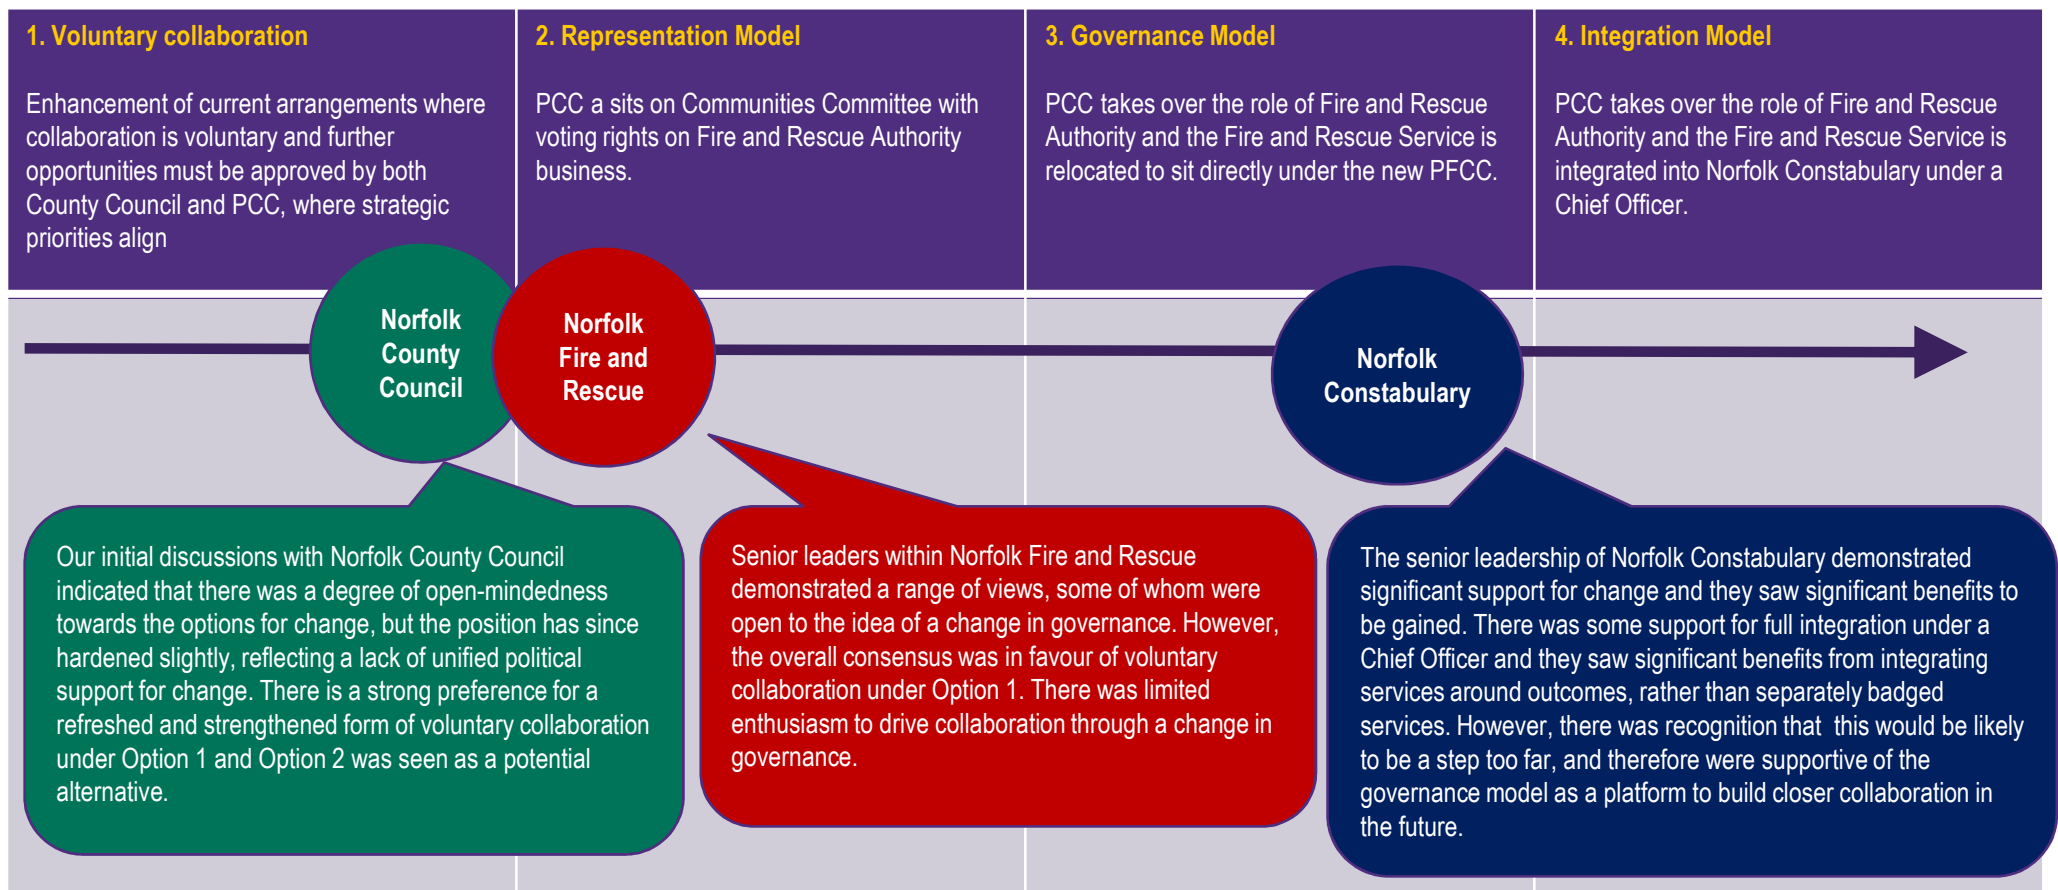 1. Voluntary collaboration
Enhancement of current arrangements where
collaboration is voluntary and further
opportunities must be approved by both
County Council and PCC, where strategic
priorities align
2. Representation Model
PCC a sits on Communities Committee with
voting rights on Fire and Rescue Authority
business.
3. Governance Model
PCC takes over the role of Fire and Rescue
Authority and the Fire and Rescue Service is
relocated to sit directly under the new PFCC.
4. Integration Model
PCC takes over the role of Fire and Rescue
Authority and the Fire and Rescue Service is
integrated into Norfolk Constabulary under a
Chief Officer.
Norfolk
County
Council
Norfolk
Fire and
Rescue
Norfolk
Constabulary
Our initial discussions with Norfolk County Council
indicated that there was a degree of open-mindedness
towards the options for change, but the position has since
hardened slightly, reflecting a lack of unified political
support for change. There is a strong preference for a
refreshed and strengthened form of voluntary collaboration
under Option 1 and Option 2 was seen as a potential
alternative.
Senior leaders within Norfolk Fire and Rescue
demonstrated a range of views, some of whom were
open to the idea of a change in governance. However,
the overall consensus was in favour of voluntary
collaboration under Option 1. There was limited
enthusiasm to drive collaboration through a change in
governance.
The senior leadership of Norfolk Constabulary demonstrated
significant support for change and they saw significant benefits to
be gained. There was some support for full integration under a
Chief Officer and they saw significant benefits from integrating
services around outcomes, rather than separately badged
services. However, there was recognition that  this would be likely
to be a step too far, and therefore were supportive of the
governance model as a platform to build closer collaboration in
the future.